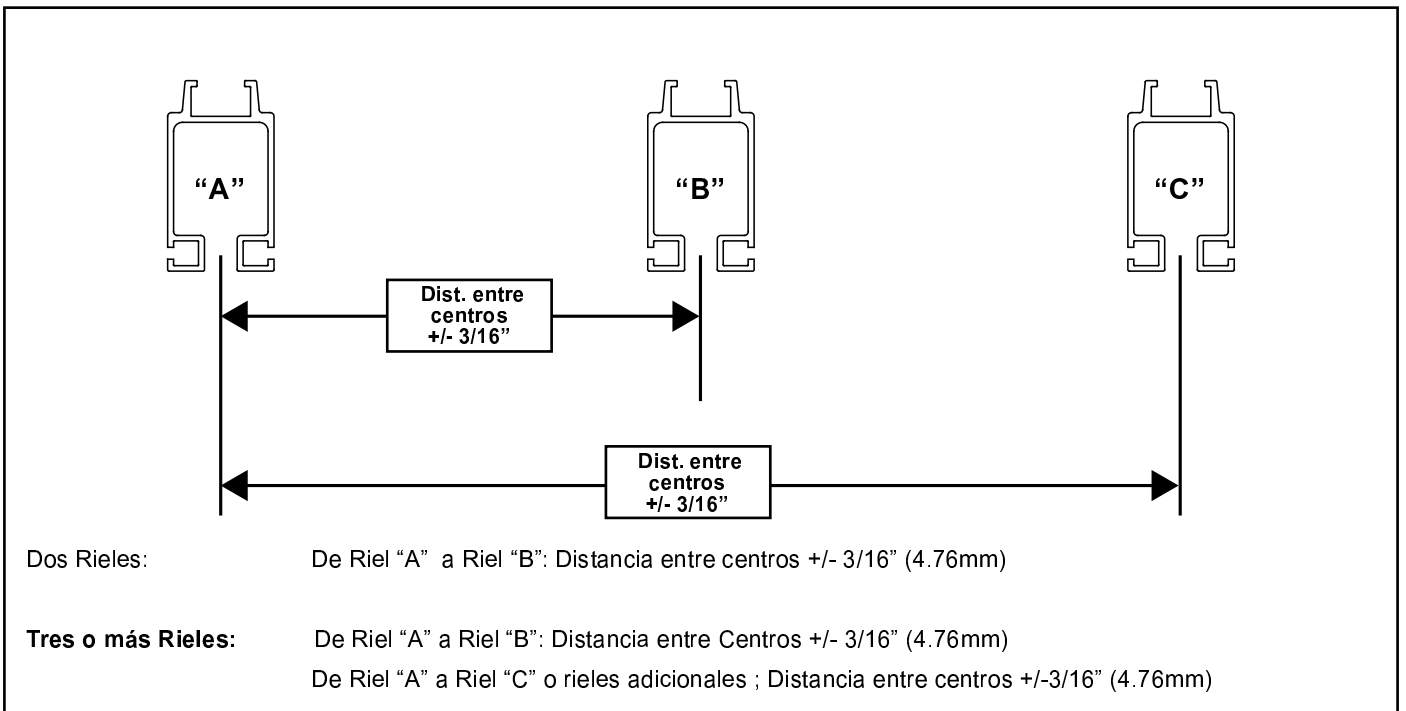 “A”
“B”
“C”
Dist. entre
centros
+/- 3/16”
Dist. entre
centros
+/- 3/16”
Dos Rieles: De Riel “A” a Riel “B”: Distancia entre centros +/- 3/16” (4.76mm)
Tres o más Rieles: De Riel “A” a Riel “B”: Distancia entre Centros +/- 3/16” (4.76mm)
De Riel “A” a Riel “C” o rieles adicionales ; Distancia entre centros +/-3/16” (4.76mm)